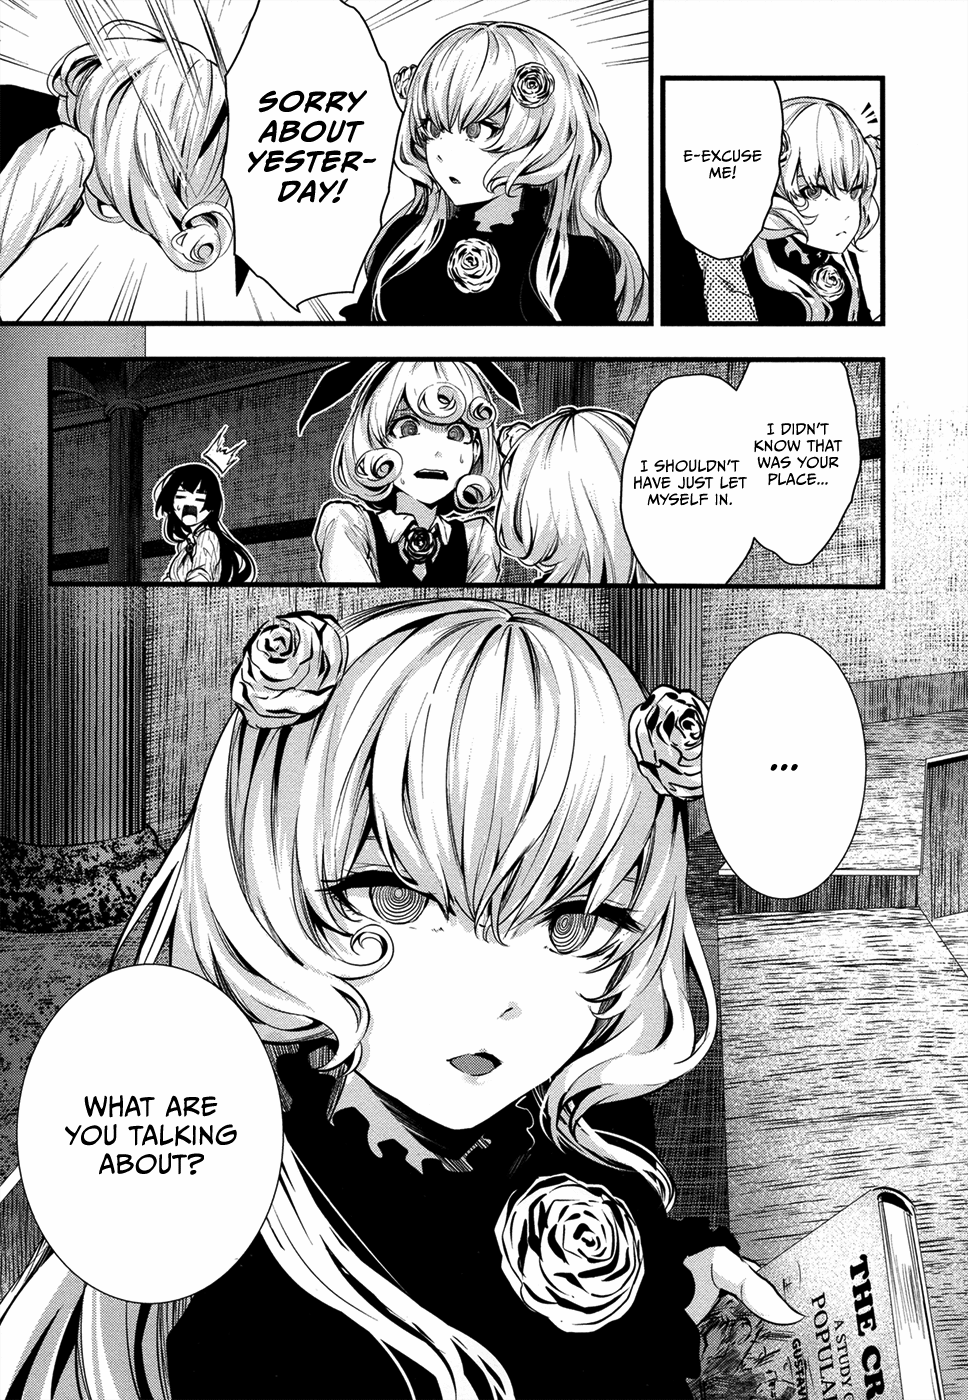 E-EXCUSE
ME!
SORRY
ABOUT
YESTER-
DAY!
I DIDN'T
KNOW THAT
WAS YOUR
PLACE...
I SHOULDN'T
HAVE JUST LET
MYSELF IN.
...
WHAT ARE
YOU TALKING
ABOUT?
THE CR
A STUDY O
POPULA
GUSTAV